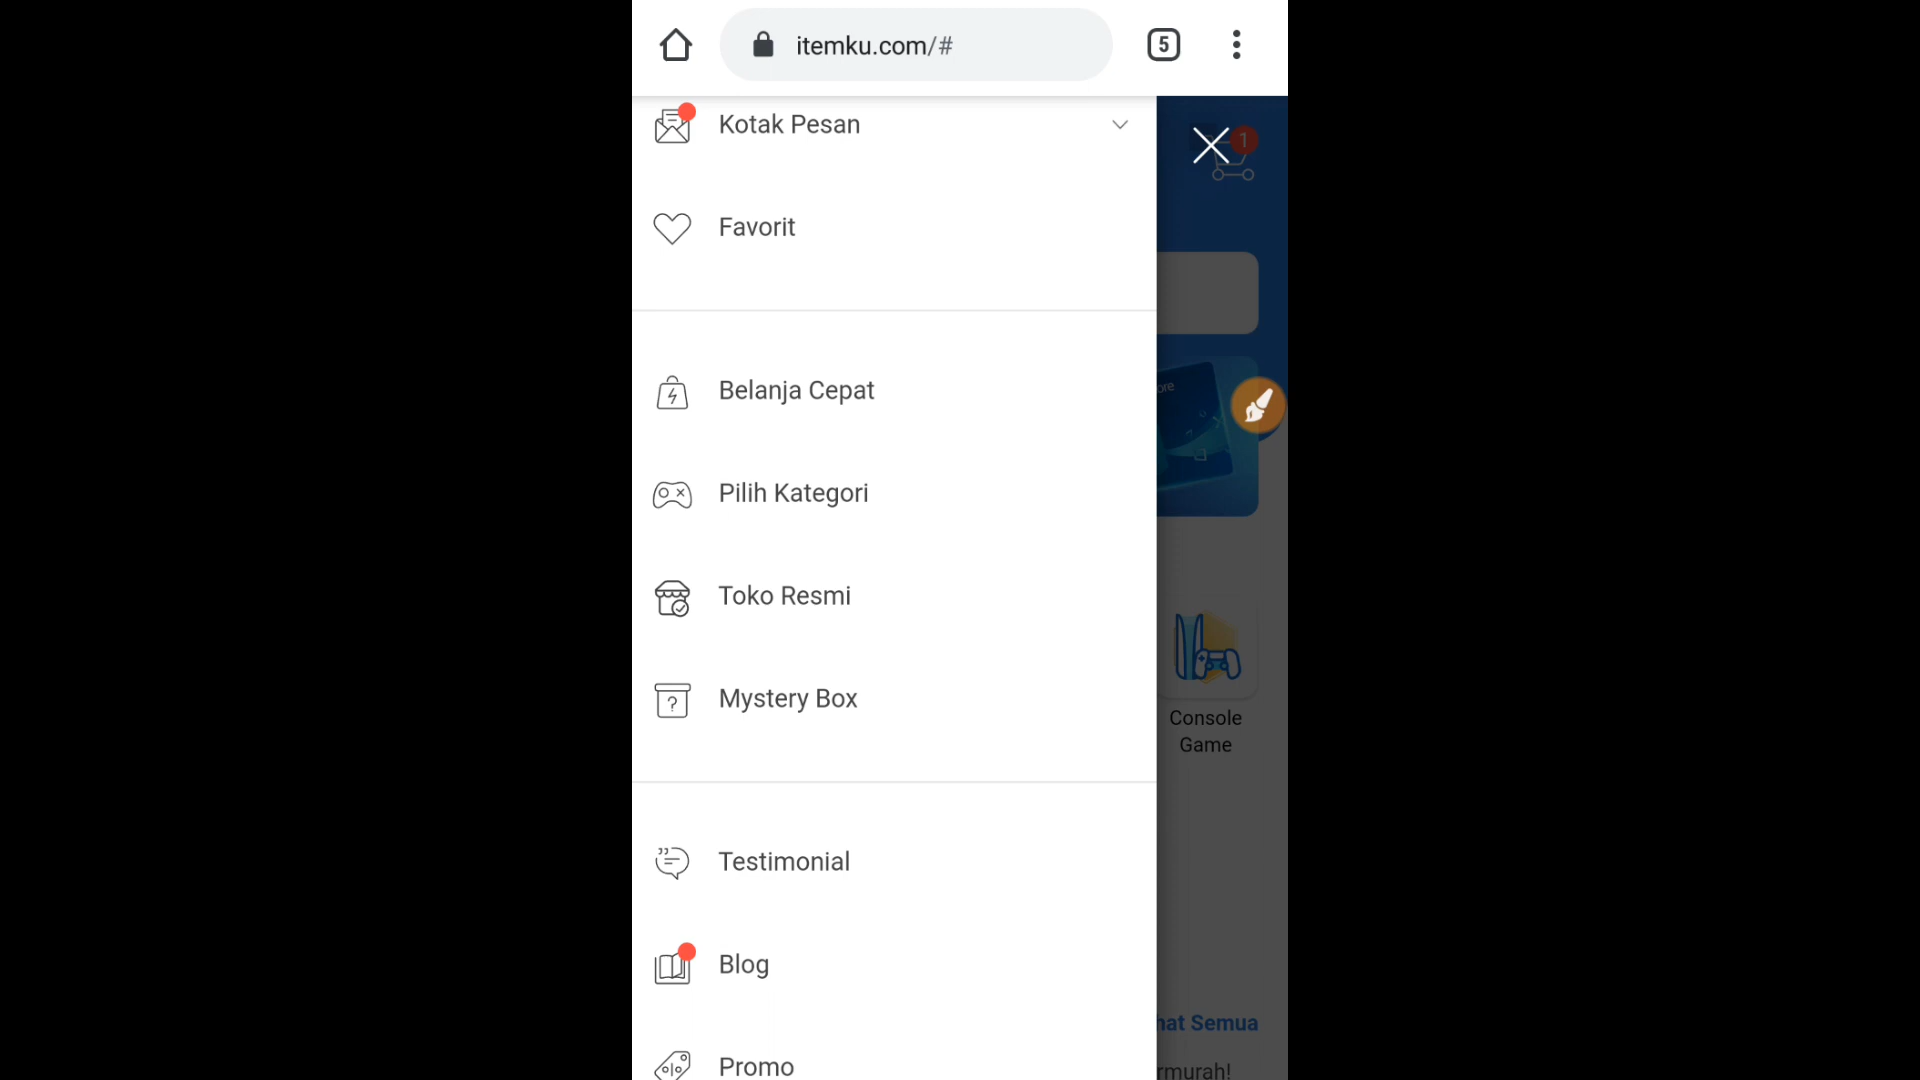 itemku.com/#
5
Kotak Pesan
1
Favorit
Belanja Cepat
Pilih Kategori
Toko Resmi
Mystery Box
Console
Game
Testimonial
Blog
hat Semua
Promo
rmurah!